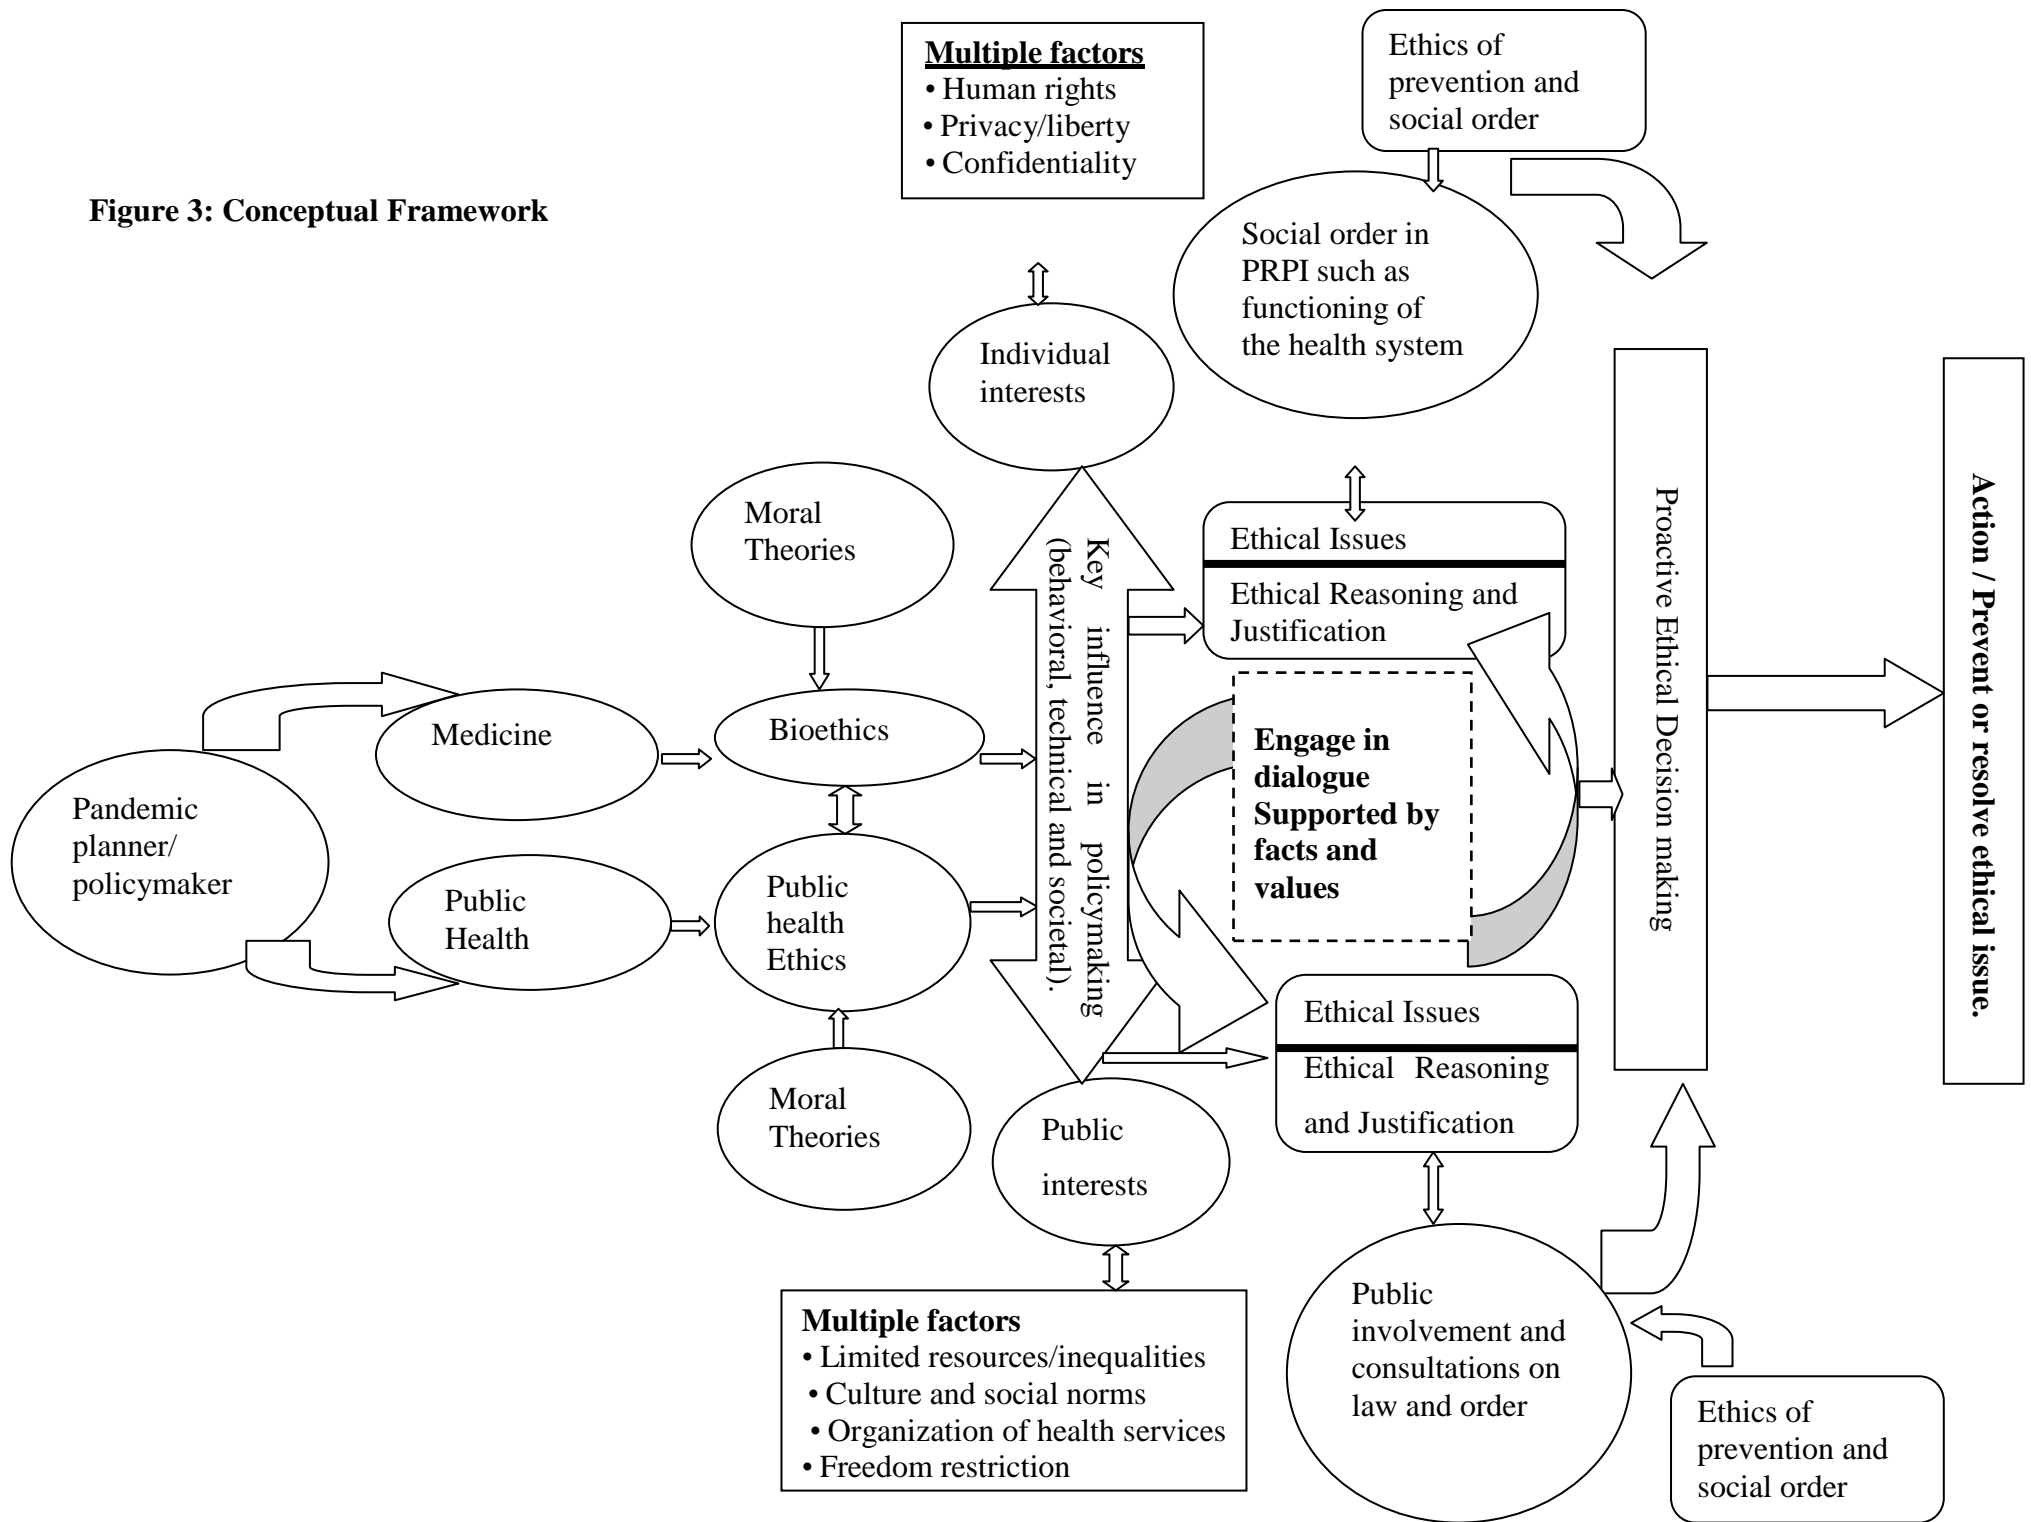 Multiple factors
• Human rights
• Privacy/liberty
• Confidentiality
Ethics of
prevention and
social order
Figure 3: Conceptual Framework
Social order in
PRPI such as
functioning of
the health system
Individual
interests
Moral
Theories
Ethical Issues
Ethical Reasoning and
Justification
Medicine
Bioethics
Key influence in policymaking
(behavioral, technical and societal).
Engage in
dialogue
Supported by
facts and
values
Proactive Ethical Decision making
Action / Prevent or resolve ethical issue.
Pandemic
planner/
policymaker
Public
Health
Public
health
Ethics
Ethical Issues
Ethical Reasoning
and Justification
Moral
Theories
Public
interests
Multiple factors
• Limited resources/inequalities
• Culture and social norms
• Organization of health services
• Freedom restriction
Public
involvement and
consultations on
law and order
Ethics of
prevention and
social order